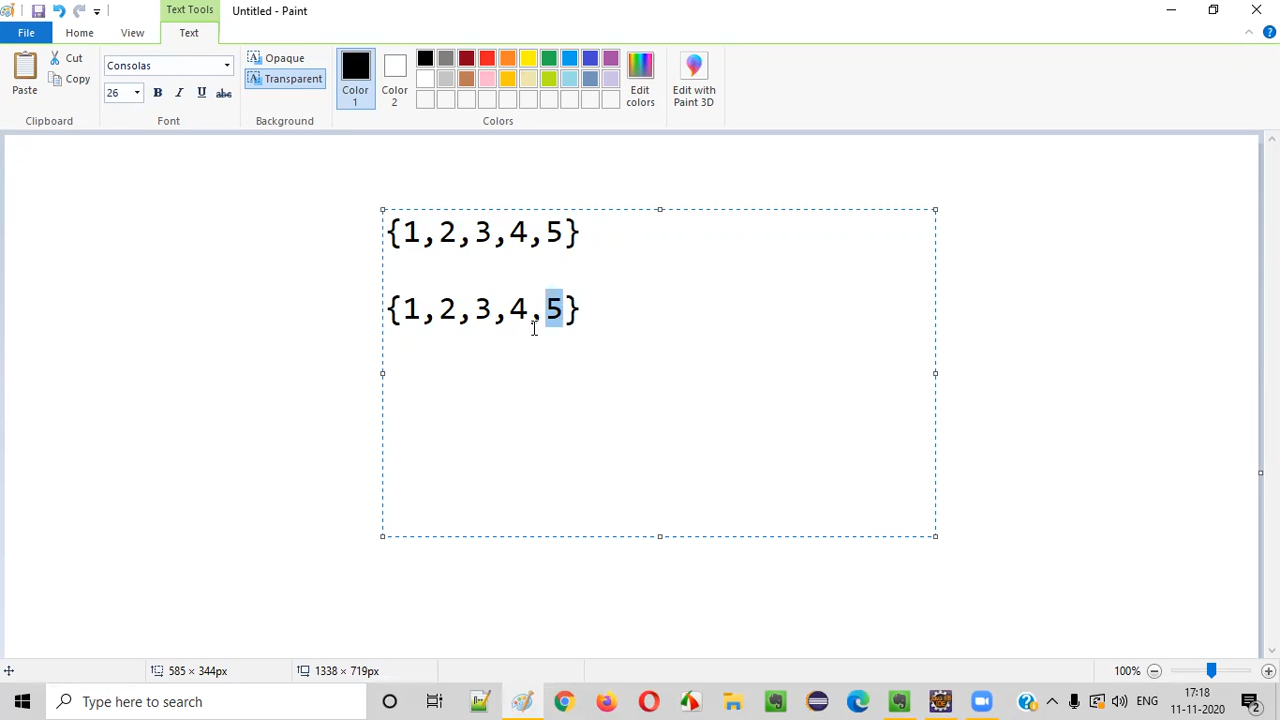 Untitled - Paint
Text Tools
File
Home
View
Text
Paste
Cut
Copy
Clipboard
Consolas
26
B
I
U
abc
Font
Opaque
Transparent
Background
Color
1
Color
2
Edit
colors
Colors
Edit with
Paint 3D
{1,2,3,4,5}
{1,2,3,4,5}
585 × 344px
1338 × 719px
100%
Type here to search
ENG
17:18
11-11-2020
2